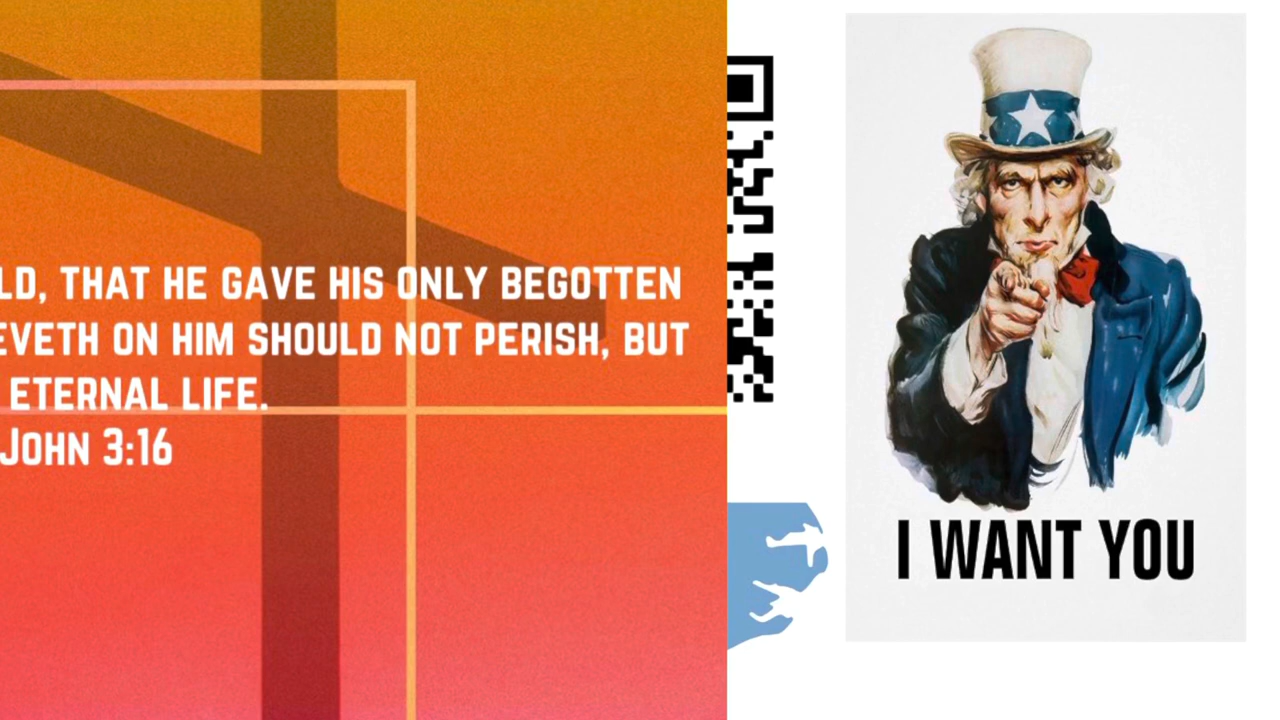 LD, THAT HE GAVE HIS ONLY BEGOTTEN
EVETH ON HIM SHOULD NOT PERISH, BUT
ETERNAL LIFE.
JOHN 3:16
I WANT YOU